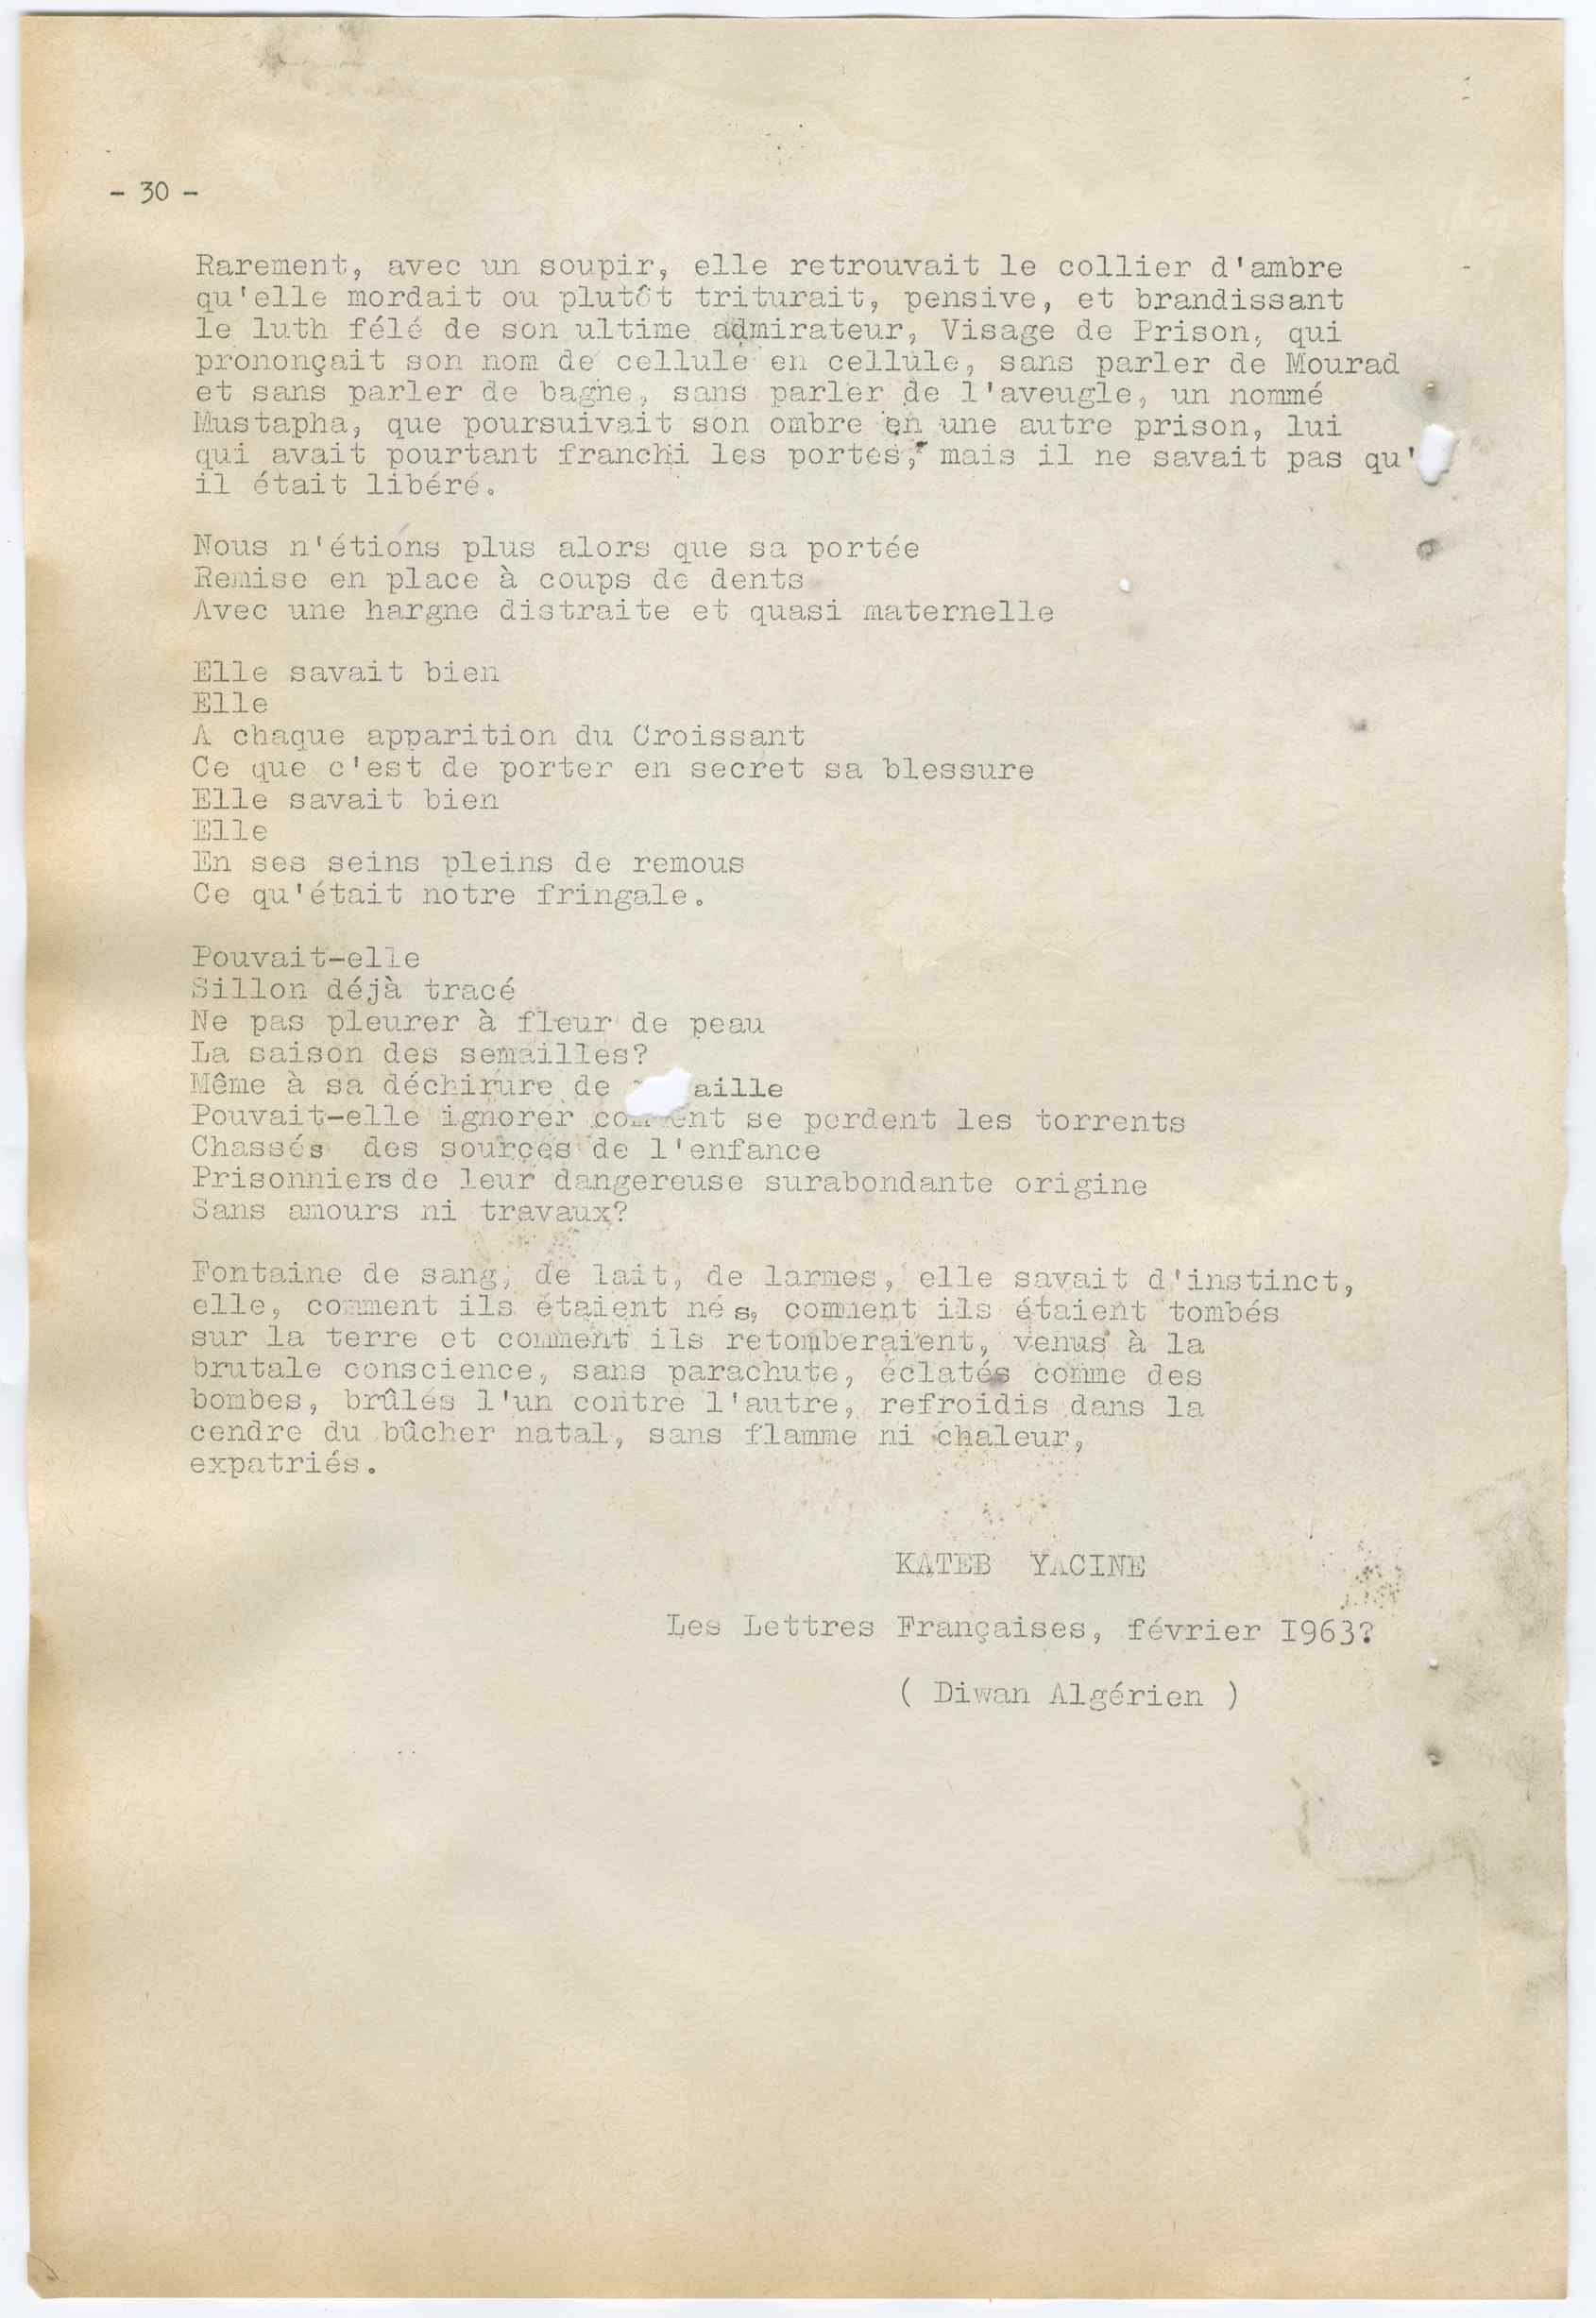 - 30 -
Rarement, avec un soupir, elle retrouvait le collier d'ambre
qu'elle mordait ou plutôt triturait, pensive, et brandissant
le luth félé de son ultime admirateur, Visage de Prison, qui
prononçait son nom de cellule en cellule, sans parler de Mourad
et sans parler de bagne, sans parler de l'aveugle, un nommé
Mustapha, que poursuivait son ombre en une autre prison, lui
qui avait pourtant franchi les portes, mais il ne savait pas qu'
il était libéré.
Nous n'étions plus alors que sa portée
Remise en place à coups de dents
Avec une hargne distraite et quasi maternelle
Elle savait bien
Elle
A chaque apparition du Croissant
Ce que c'est de porter en secret sa blessure
Elle savait bien
Elle
En ses seins pleins de remous
Ce qu'était notre fringale.
Pouvait-elle
Sillon déjà tracé
Ne pas pleurer à fleur de peau
La saison des semailles?
Même à sa déchirure de aille
Pouvait-elle ignorer comment se perdent les torrents
Chassés des sources de l'enfance
Prisonniers de leur dangereuse surabondante origine
Sans amours ni travaux?
Fontaine de sang, de lait, de larmes, elle savait d'instinct,
elle, comment ils étaient nés, comment ils étaient tombés
sur la terre et comment ils retomberaient, venus à la
brutale conscience, sans parachute, éclatés comme des
bombes, brûlés l'un contre l'autre, refroidis dans la
cendre du bûcher natal, sans flamme ni chaleur,
expatriés.
KATEB YACINE
Les Lettres Françaises, février I963?
( Diwan Algérien )